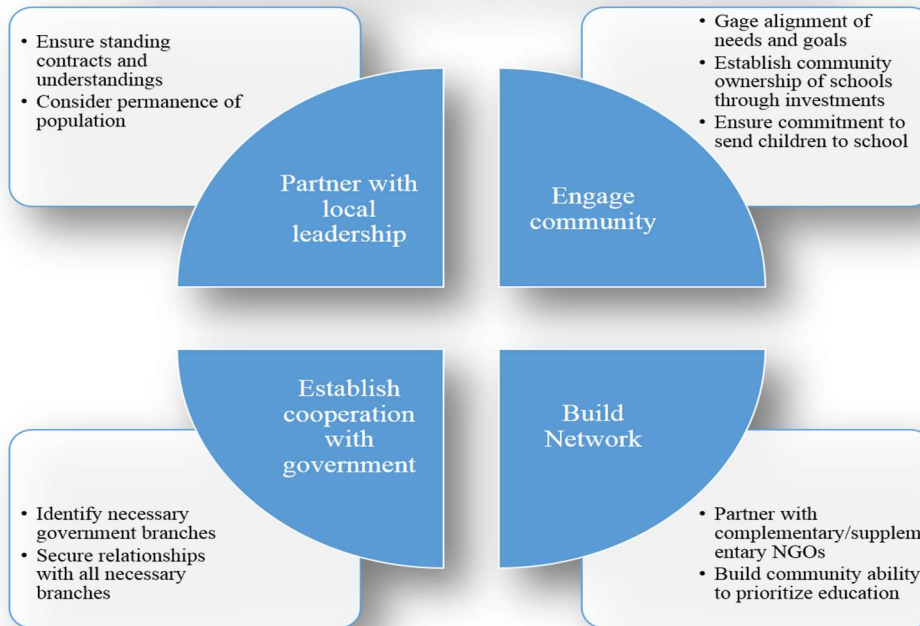 • Ensure standing
contracts and
understandings
• Consider permanence of
population
Partner with
local
leadership
• Gage alignment of
needs and goals
• Establish community
ownership of schools
through investments
• Ensure commitment to
send children to school
Engage
community
Establish
cooperation
with
government
• Identify necessary
government branches
• Secure relationships
with all necessary
branches
Build
Network
• Partner with
complementary/supplem
entary NGOs
• Build community ability
to prioritize education